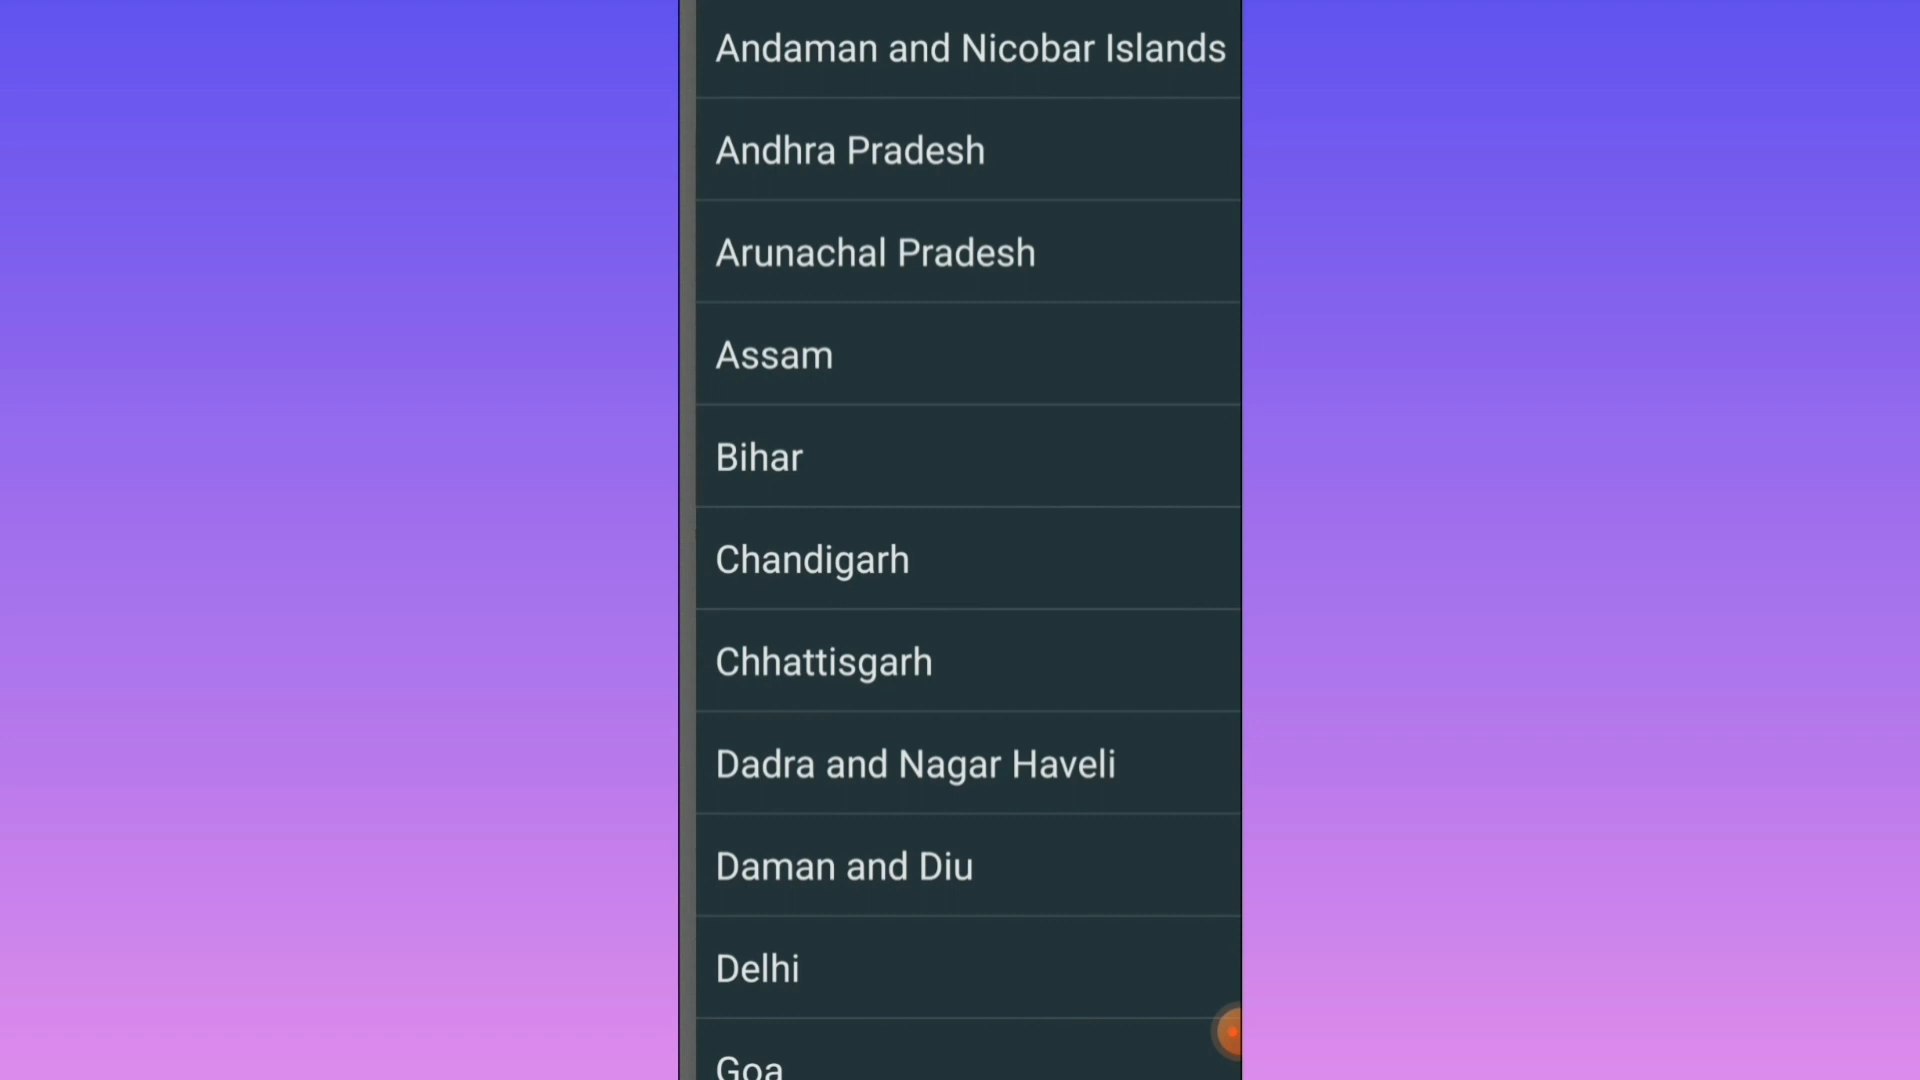 Andaman and Nicobar Islands
Andhra Pradesh
Arunachal Pradesh
Assam
Bihar
Chandigarh
Chhattisgarh
Dadra and Nagar Haveli
Daman and Diu
Delhi
Goa